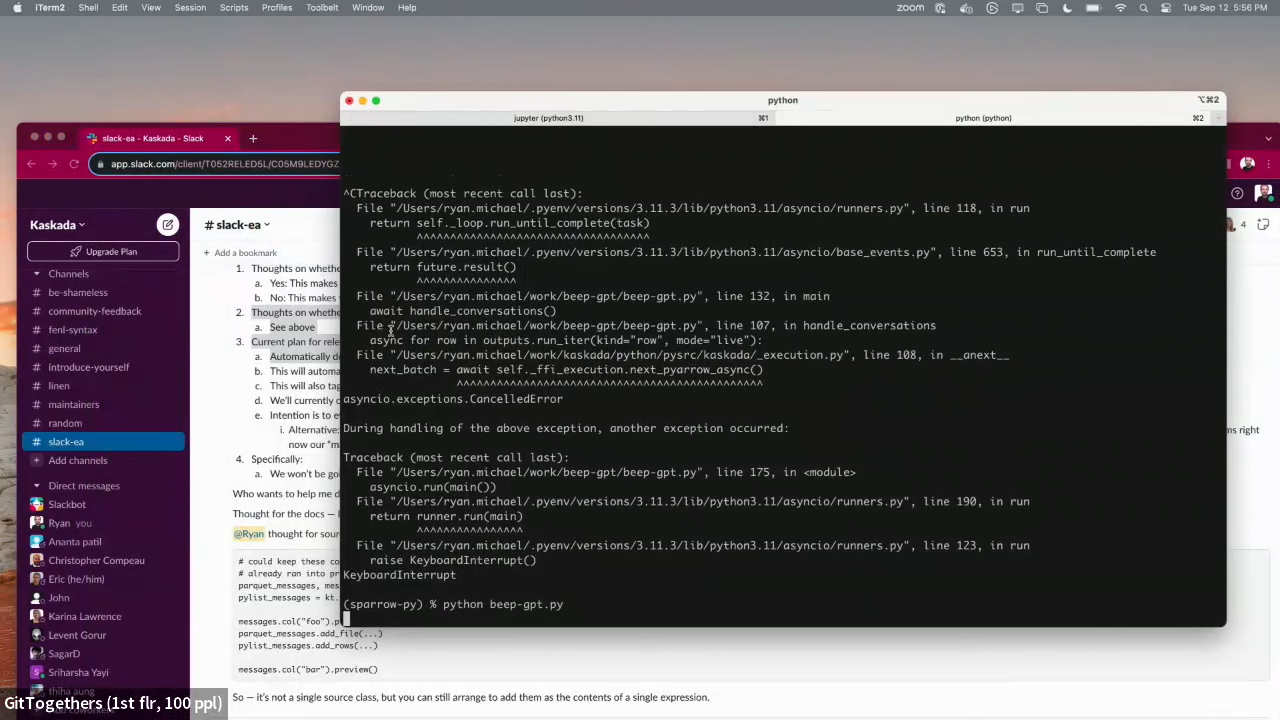 iTerm2 Shell Edit View Session Scripts Profiles Toolbelt Window Help zoom Tue Sep 12 5:56 PM
python ⌥⌘2
jupyter (python3.11) ⌘1 python (python) ⌘2
slack-ea - Kaskada - Slack
app.slack.com/client/T052RELED5L/C05M9LEDYGZ
Kaskada
Upgrade Plan
Channels
be-shameless
community-feedback
fenl-syntax
general
introduce-yourself
linen
maintainers
random
slack-ea
Add channels
Direct messages
Slackbot
Ryan you
Ananta patil
Christopher Compeau
Eric (he/him)
John
Karina Larson
Levent Gorur
SagarD
Sriharsha Yayi
thiha aung
# slack-ea
4
Add a bookmark
1. Thoughts on whethe
a. Yes: This makes
b. No: This makes
2. Thoughts on whethe
a. See above
3. Current plan for rele
a. Automatically de
b. This will automa
c. This will also tag
d. We'll currently c
e. Intention is to e
i. Alternative:
now our "m
ms right
4. Specifically:
a. We won't be go
Who wants to help me d
Thought for the docs — l
@Ryan thought for sour
# could keep these co
# already ran into pr
parquet_messages, mes
pylist_messages = kt.
messages.col("foo").p
parquet_messages.add_file(...)
pylist_messages.add_rows(...)
messages.col("bar").preview()
So — it's not a single source class, but you can still arrange to add them as the contents of a single expression.
^CTraceback (most recent call last):
File "/Users/ryan.michael/.pyenv/versions/3.11.3/lib/python3.11/asyncio/runners.py", line 118, in run
return self._loop.run_until_complete(task)
^^^^^^^^^^^^^^^^^^^^^^^^^^^^^^^^^^^
File "/Users/ryan.michael/.pyenv/versions/3.11.3/lib/python3.11/asyncio/base_events.py", line 653, in run_until_complete
return future.result()
^^^^^^^^^^^^^^^
File "/Users/ryan.michael/work/beep-gpt/beep-gpt.py", line 132, in main
await handle_conversations()
File "/Users/ryan.michael/work/beep-gpt/beep-gpt.py", line 107, in handle_conversations
async for row in outputs.run_iter(kind="row", mode="live"):
File "/Users/ryan.michael/work/kaskada/python/pysrc/kaskada/_execution.py", line 108, in __anext__
next_batch = await self._ffi_execution.next_pyarrow_async()
^^^^^^^^^^^^^^^^^^^^^^^^^^^^^^^^^^^^^^^^^^^^^^
asyncio.exceptions.CancelledError
During handling of the above exception, another exception occurred:
Traceback (most recent call last):
File "/Users/ryan.michael/work/beep-gpt/beep-gpt.py", line 175, in <module>
asyncio.run(main())
File "/Users/ryan.michael/.pyenv/versions/3.11.3/lib/python3.11/asyncio/runners.py", line 190, in run
return runner.run(main)
^^^^^^^^^^^^^^^^
File "/Users/ryan.michael/.pyenv/versions/3.11.3/lib/python3.11/asyncio/runners.py", line 123, in run
raise KeyboardInterrupt()
KeyboardInterrupt
(sparrow-py) % python beep-gpt.py
GitTogethers (1st flr, 100 ppl)